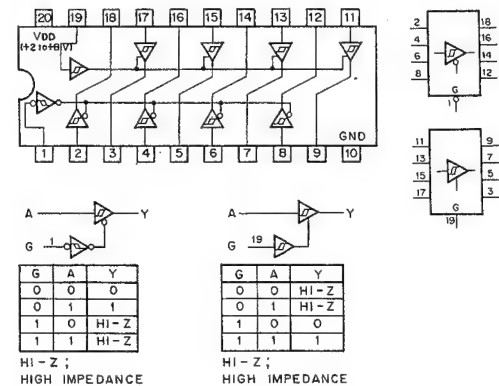 20 19 18 17 16 15 14 13 12 11
VDD
(+2 TO +8V)
GND
1 2 3 4 5 6 7 8 9 10
2 18
4 16
6 14
8 12
G
1
11 9
13 7
15 5
17 3
G
19
A Y
G 1
G A Y
0 0 0
0 1 1
1 0 HI-Z
1 1 HI-Z
HI-Z ;
HIGH IMPEDANCE
A Y
G 19
G A Y
0 0 HI-Z
0 1 HI-Z
1 0 0
1 1 1
HI-Z ;
HIGH IMPEDANCE